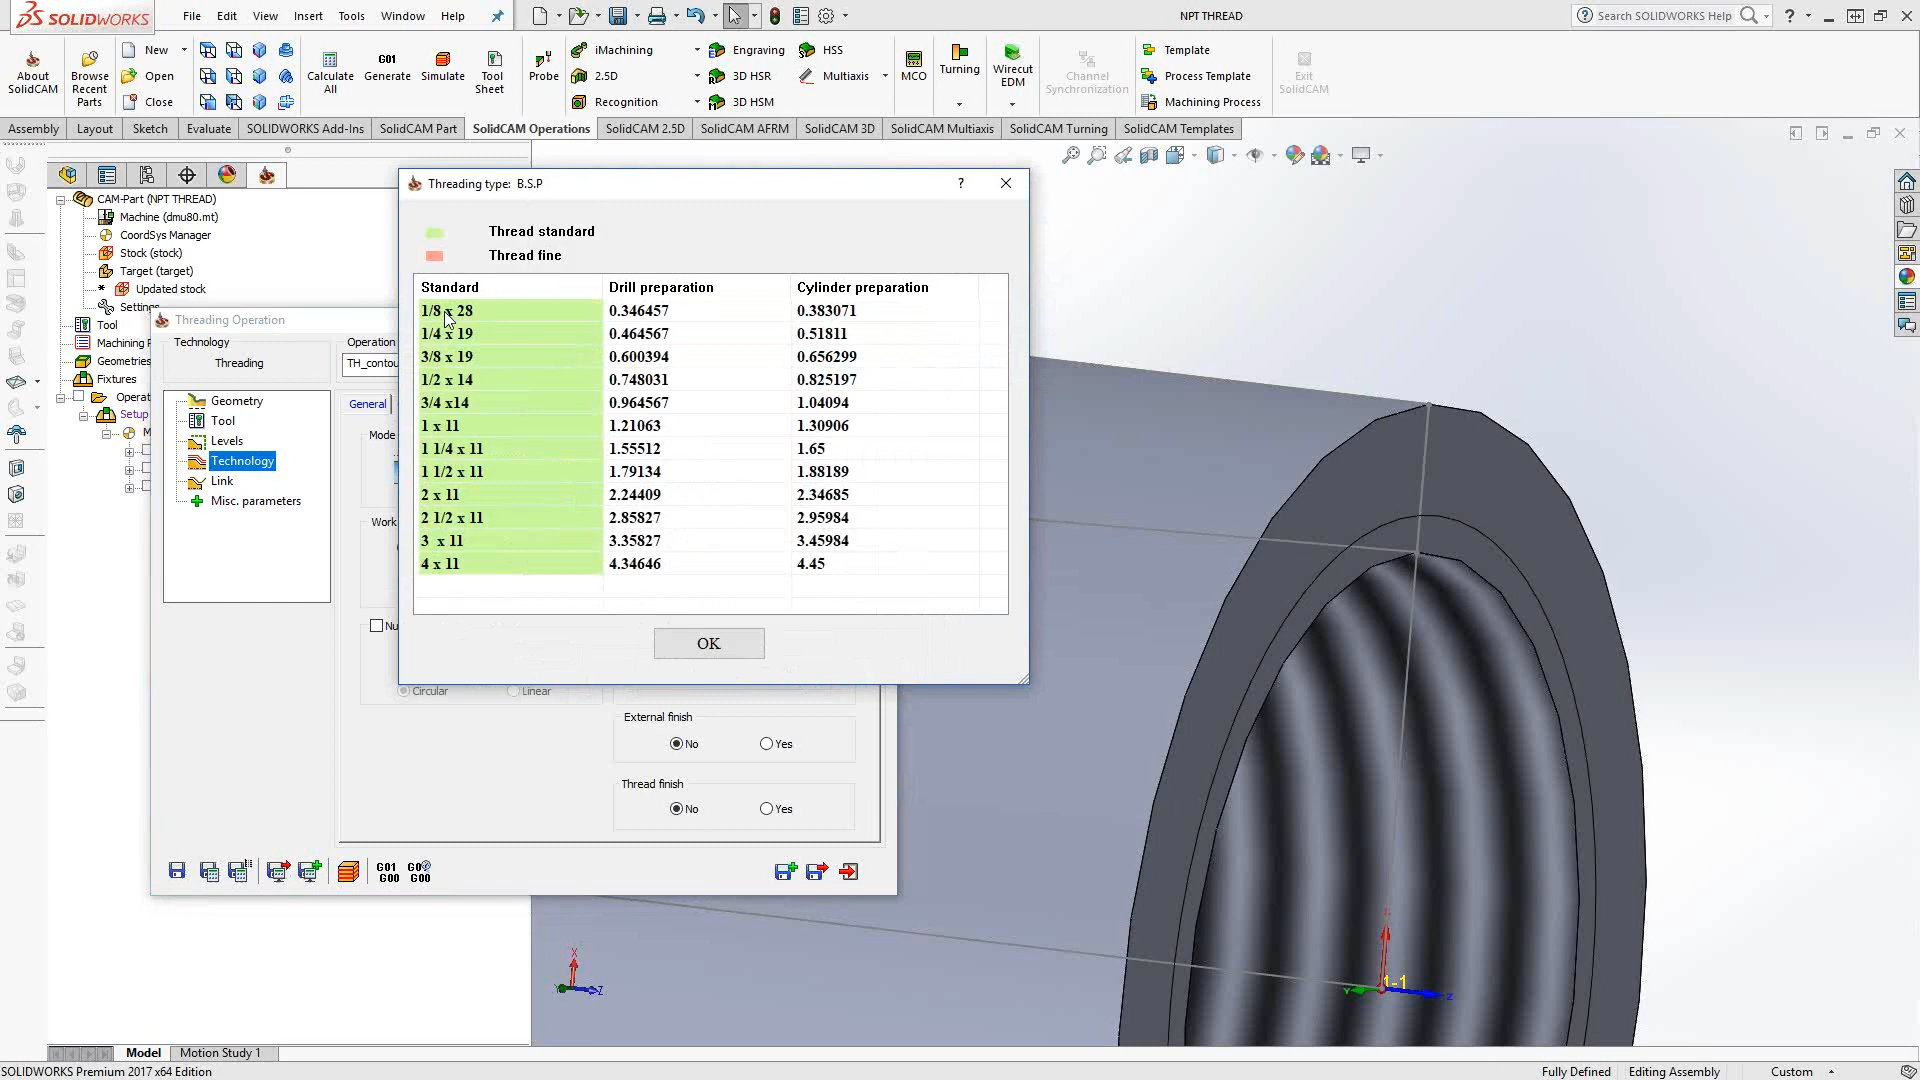 SOLIDWORKS
File Edit View Insert Tools Window Help
NPT THREAD
Search SOLIDWORKS Help
About SolidCAM
Browse Recent Parts
New
Open
Close
Calculate All
G01
Generate
Simulate
Tool Sheet
Probe
iMachining
2.5D
Recognition
Engraving
3D HSR
3D HSM
HSS
Multiaxis
MCO
Turning
Wirecut EDM
Channel Synchronization
Template
Process Template
Machining Process
Exit SolidCAM
Assembly Layout Sketch Evaluate SOLIDWORKS Add-Ins SolidCAM Part SolidCAM Operations SolidCAM 2.5D SolidCAM AFRM SolidCAM 3D SolidCAM Multiaxis SolidCAM Turning SolidCAM Templates
CAM-Part (NPT THREAD)
Machine (dmu80.mt)
CoordSys Manager
Stock (stock)
Target (target)
* Updated stock
Settings
Tool
Machining P
Geometries
Fixtures
Operat
Setup
M
Threading Operation
Technology
Threading
Operation
TH_contou
Geometry
Tool
Levels
Technology
Link
Misc. parameters
General
Mode
Work
Nu
Circular Linear
External finish
No Yes
Thread finish
No Yes
G01 G00
G00
Threading type: B.S.P
?
Thread standard
Thread fine
Standard Drill preparation Cylinder preparation
1/8 x 28 0.346457 0.383071
1/4 x 19 0.464567 0.51811
3/8 x 19 0.600394 0.656299
1/2 x 14 0.748031 0.825197
3/4 x14 0.964567 1.04094
1 x 11 1.21063 1.30906
1 1/4 x 11 1.55512 1.65
1 1/2 x 11 1.79134 1.88189
2 x 11 2.24409 2.34685
2 1/2 x 11 2.85827 2.95984
3 x 11 3.35827 3.45984
4 x 11 4.34646 4.45
OK
X
Y
Z
1-1
Y
Z
Model Motion Study 1
SOLIDWORKS Premium 2017 x64 Edition
Fully Defined Editing Assembly Custom